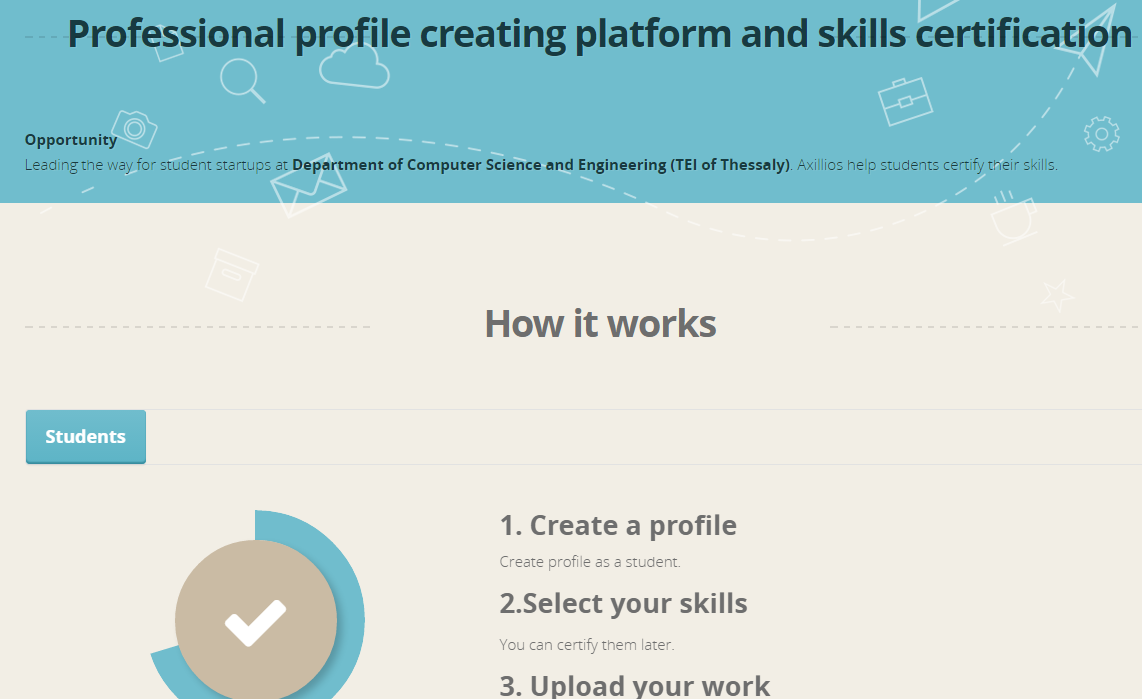 Professional profile creating platform and skills certification
Opportunity
Leading the way for student startups at Department of Computer Science and Engineering (TEI of Thessaly). Axillios help students certify their skills.
How it works
Students
1. Create a profile
Create profile as a student.
2.Select your skills
You can certify them later.
3. Upload your work